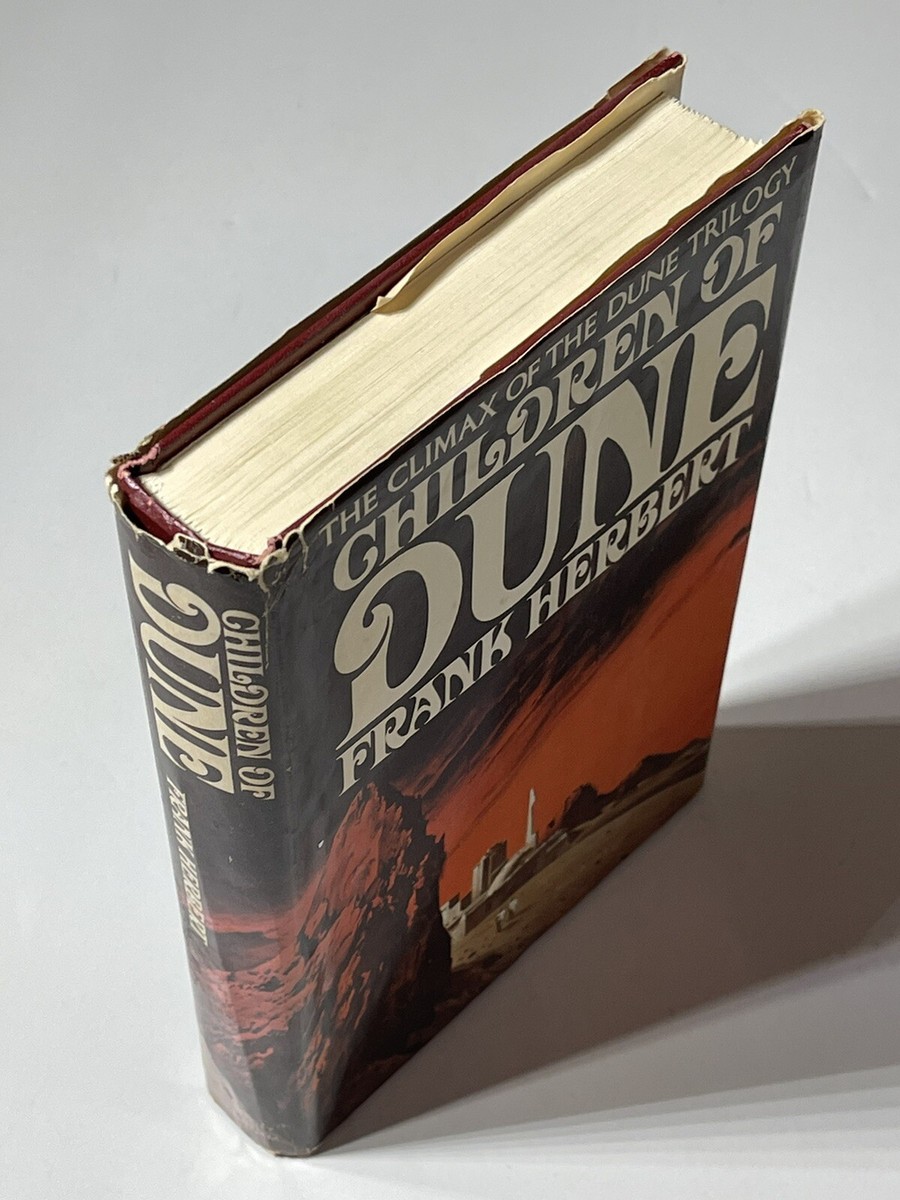 THE CLIMAX OF THE DUNE TRILOGY
CHILDREN OF
DUNE
FRANK HERBERT
CHILDREN OF
DUNE
FRANK HERBERT